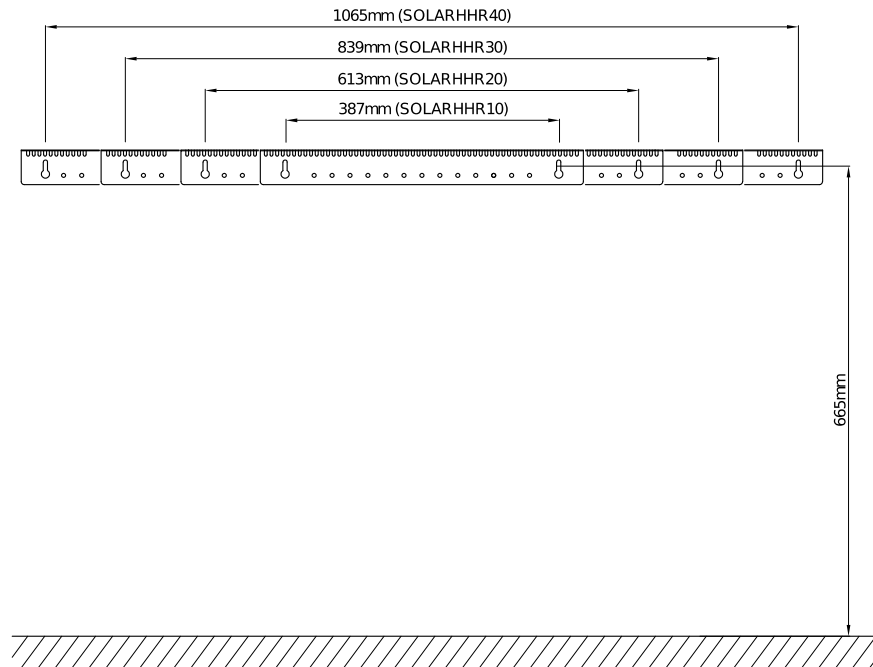 1065mm (SOLARHHR40)
839mm (SOLARHHR30)
613mm (SOLARHHR20)
387mm (SOLARHHR10)
665mm